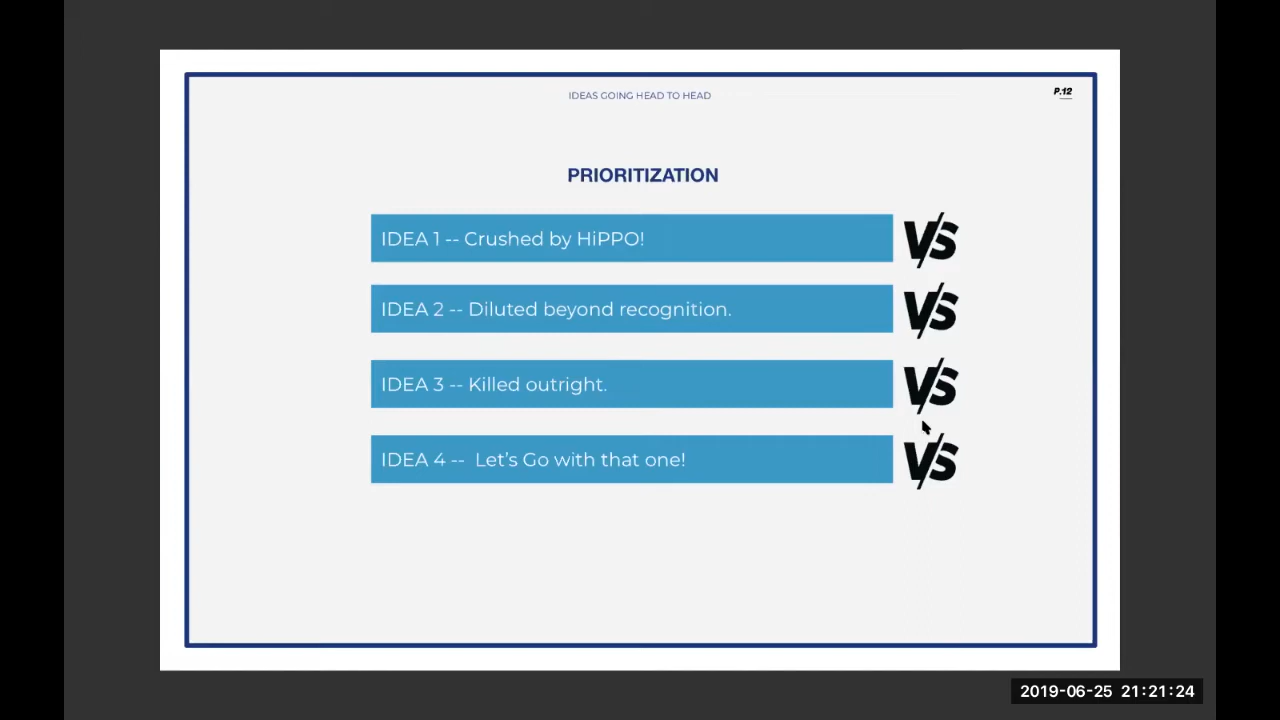 IDEAS GOING HEAD TO HEAD
P.12
PRIORITIZATION
IDEA 1 -- Crushed by HiPPO!
VS
IDEA 2 -- Diluted beyond recognition.
VS
IDEA 3 -- Killed outright.
VS
IDEA 4 -- Let's Go with that one!
VS
2019-06-25 21:21:24